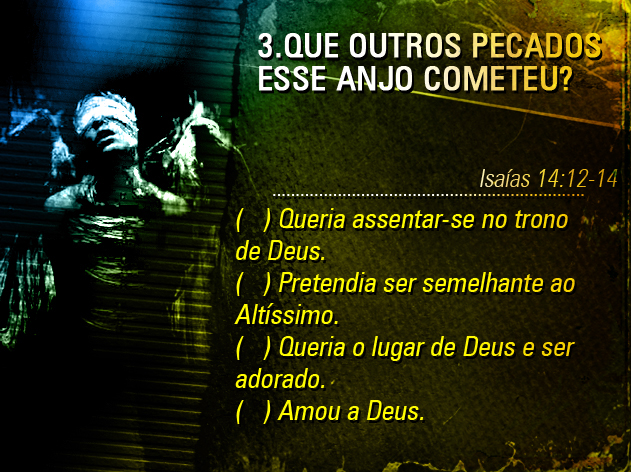 3.QUE OUTROS PECADOS
ESSE ANJO COMETEU?
Isaías 14:12-14
(   ) Queria assentar-se no trono
de Deus.
(   ) Pretendia ser semelhante ao
Altíssimo.
(   ) Queria o lugar de Deus e ser
adorado.
(   ) Amou a Deus.